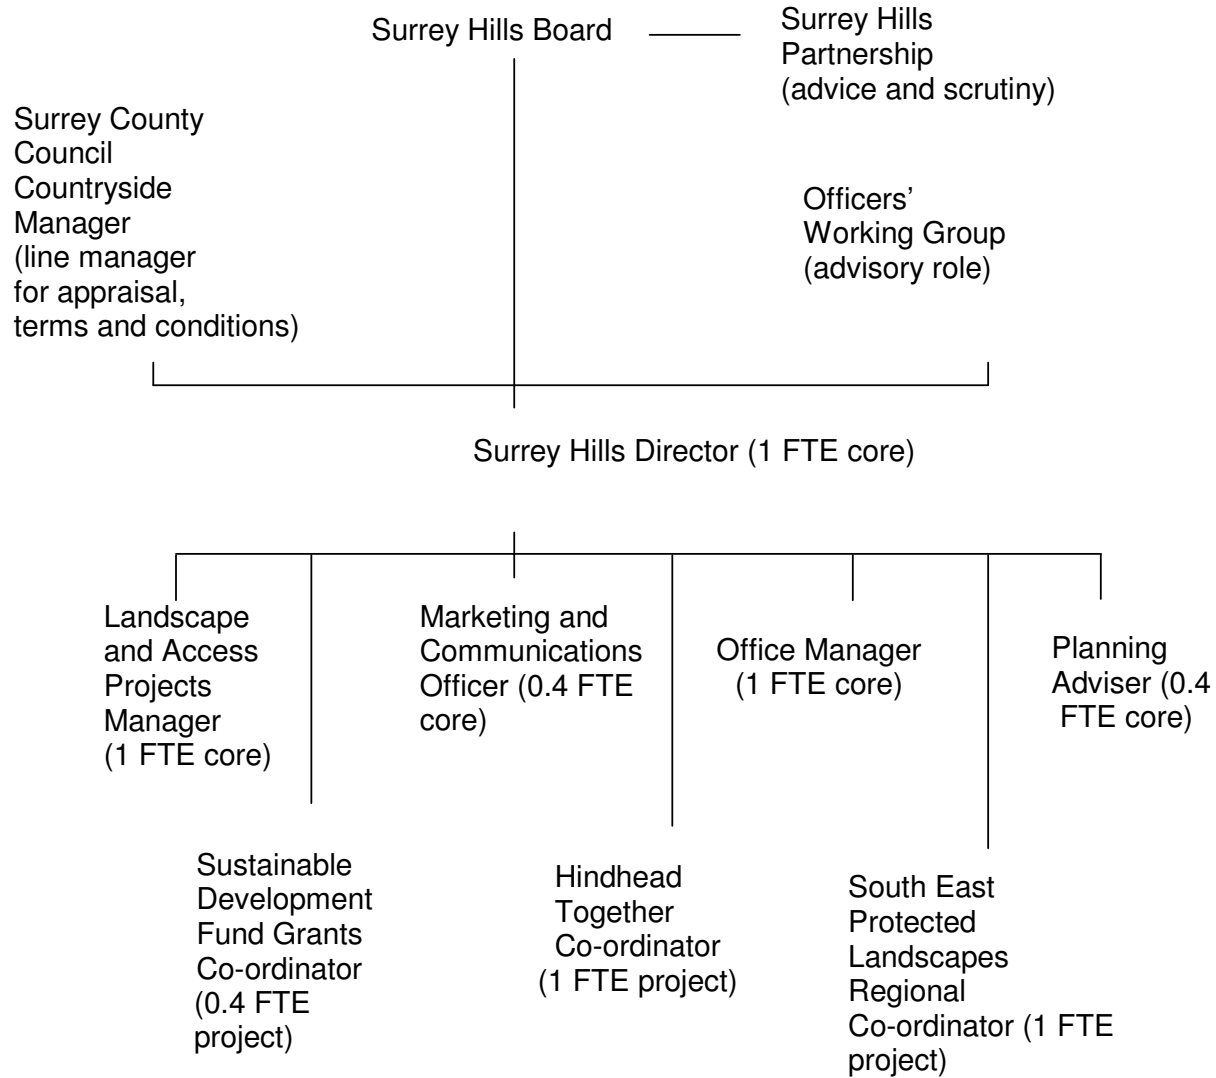 Surrey Hills Board
Surrey Hills
Partnership
(advice and scrutiny)
Surrey County
Council
Countryside
Manager
(line manager
for appraisal,
terms and conditions)
Officers’
Working Group
(advisory role)
Surrey Hills Director (1 FTE core)
Landscape
and Access
Projects
Manager
(1 FTE core)
Marketing and
Communications
Officer (0.4 FTE
core)
Office Manager
(1 FTE core)
Planning
Adviser (0.4
FTE core)
Sustainable
Development
Fund Grants
Co-ordinator
(0.4 FTE
project)
Hindhead
Together
Co-ordinator
(1 FTE project)
South East
Protected
Landscapes
Regional
Co-ordinator (1 FTE
project)